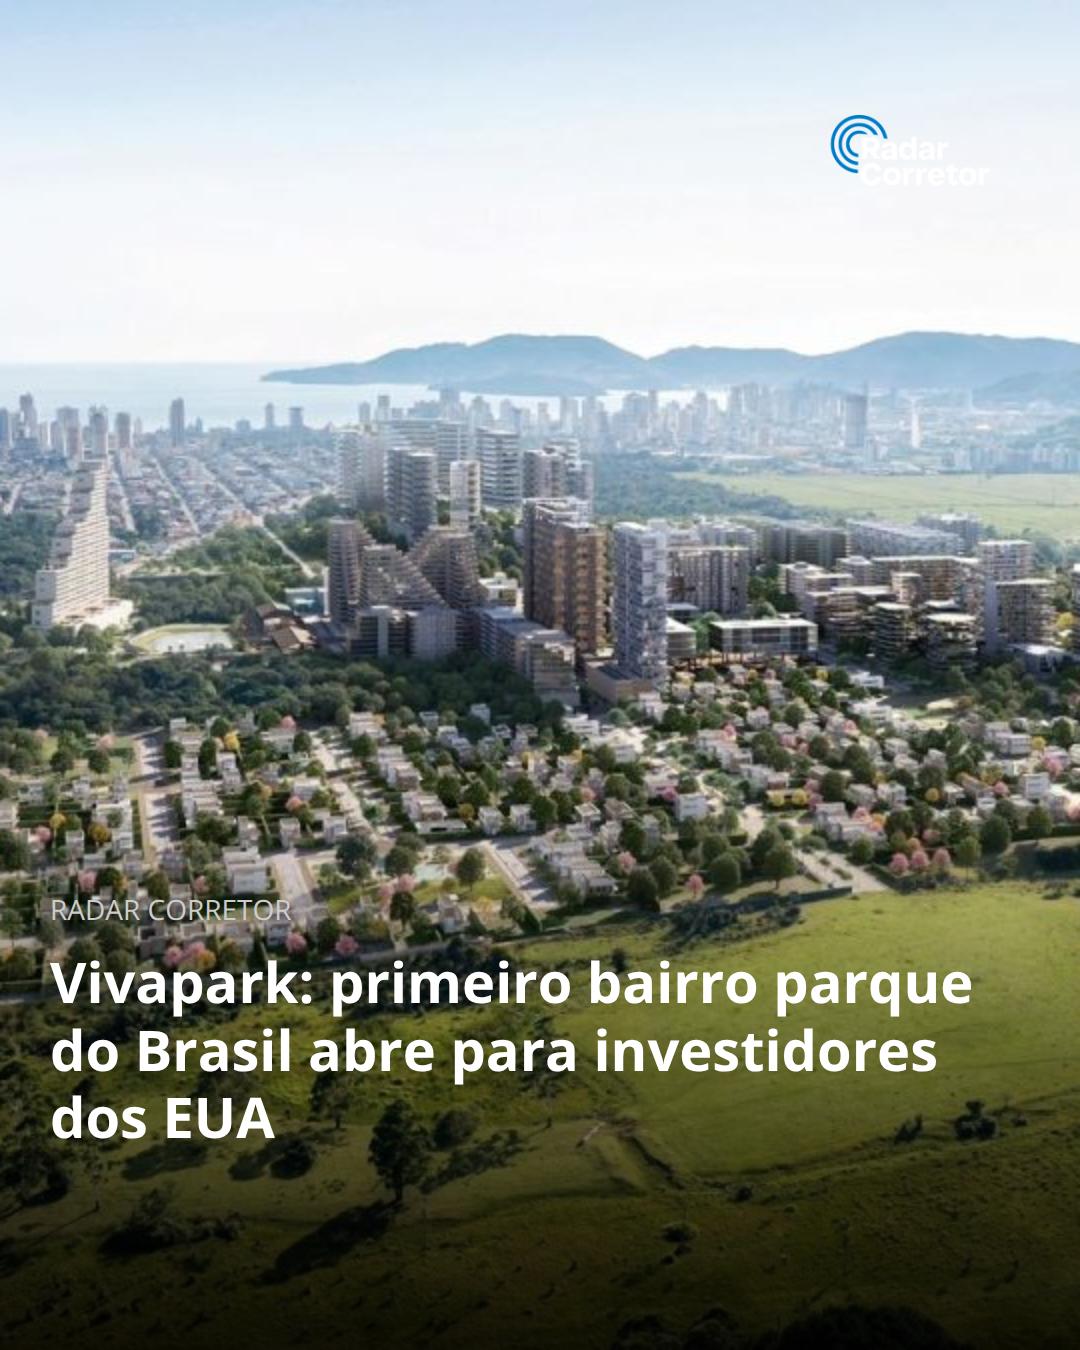 Radar
Corretor
RADAR CORRETOR
Vivapark: primeiro bairro parque
do Brasil abre para investidores
dos EUA